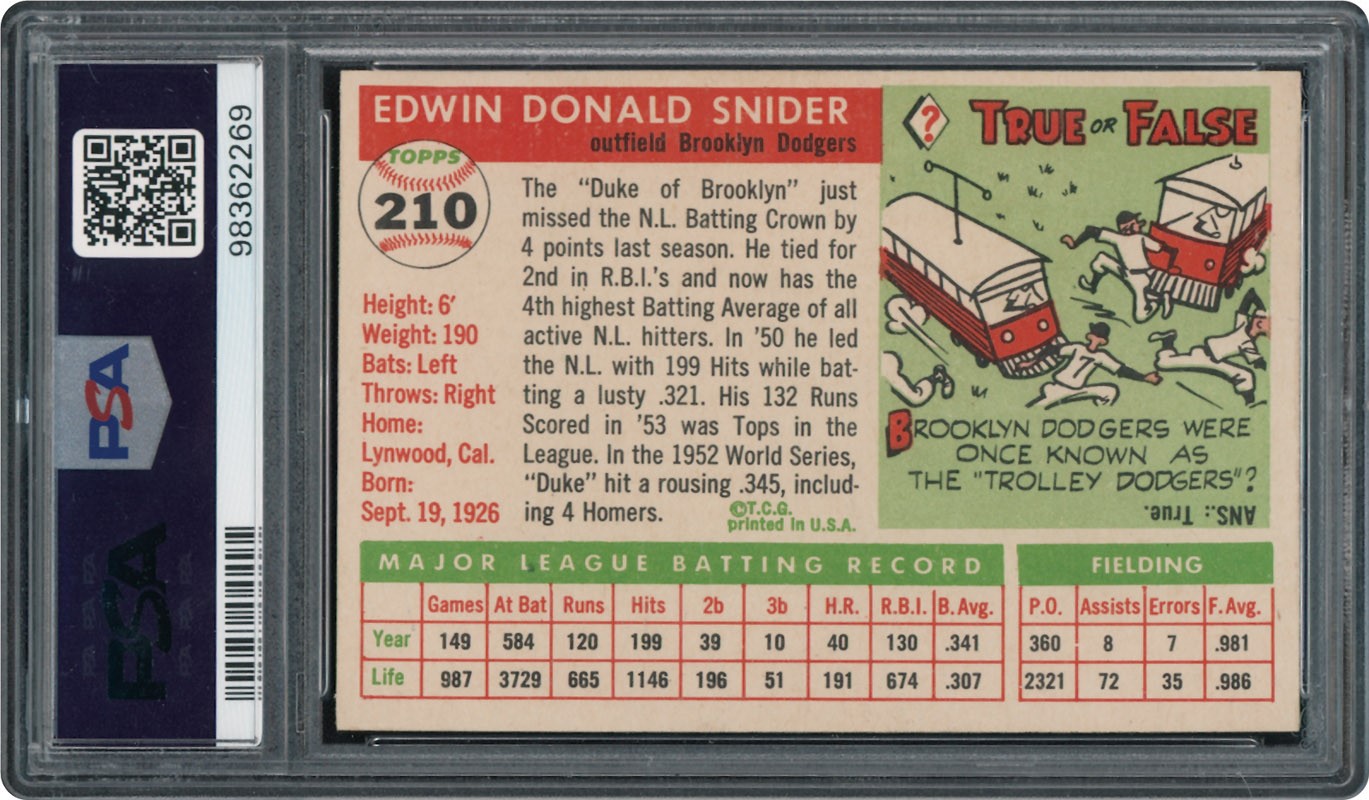 EDWIN DONALD SNIDER
outfield Brooklyn Dodgers
TOPPS
210
Height: 6′
Weight: 190
Bats: Left
Throws: Right
Home:
Lynwood, Cal.
Born:
Sept. 19, 1926
The “Duke of Brooklyn” just
missed the N.L. Batting Crown by
4 points last season. He tied for
2nd in R.B.I.'s and now has the
4th highest Batting Average of all
active N.L. hitters. In '50 he led
the N.L. with 199 Hits while bat-
ting a lusty .321. His 132 Runs
Scored in '53 was Tops in the
League. In the 1952 World Series,
“Duke” hit a rousing .345, includ-
ing 4 Homers.
©T.C.G.
printed in U.S.A.
?
TRUE OR FALSE
BROOKLYN DODGERS WERE
ONCE KNOWN AS
THE "TROLLEY DODGERS"?
ANS.: True.
MAJOR LEAGUE BATTING RECORD
Games At Bat Runs Hits 2b 3b H.R. R.B.I. B. Avg.
Year 149 584 120 199 39 10 40 130 .341
Life 987 3729 665 1146 196 51 191 674 .307
FIELDING
P.O. Assists Errors F. Avg.
360 8 7 .981
2321 72 35 .986
98362269
PSA
PSA
PSA PSA PSA
PSA PSA PSA